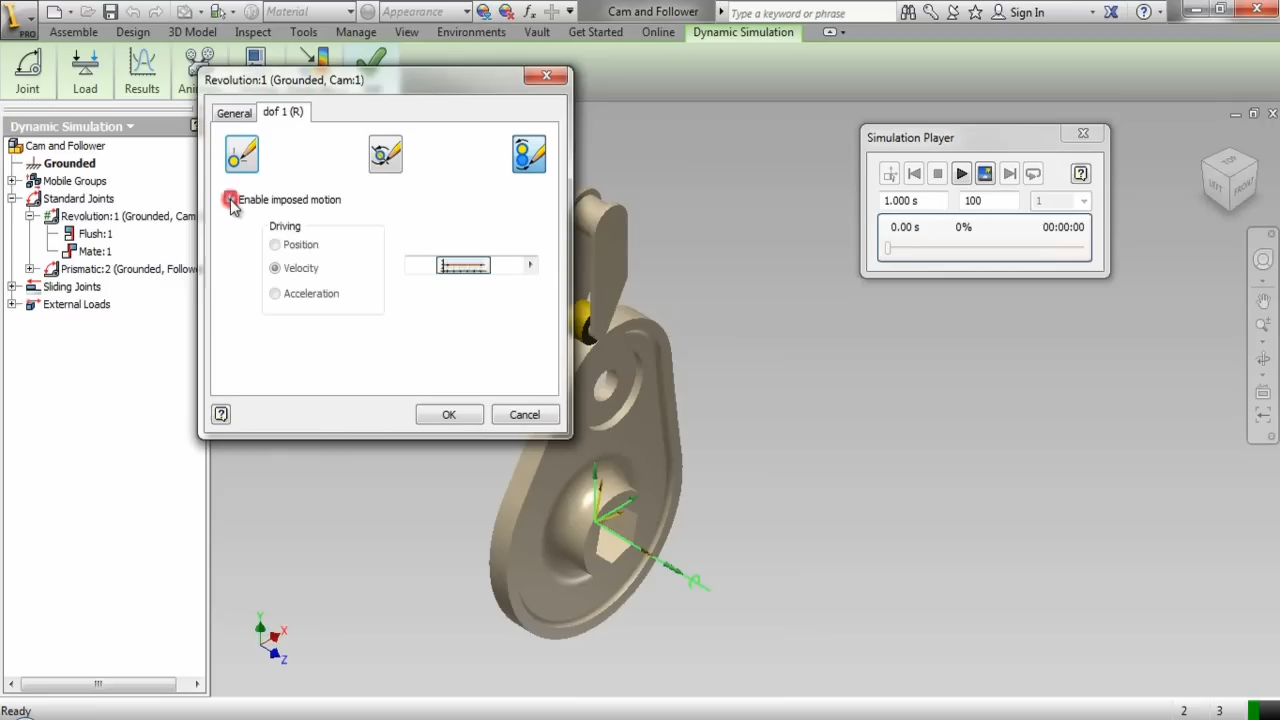 Material
Appearance
Cam and Follower
Type a keyword or phrase
Sign In
PRO
Assemble
Design
3D Model
Inspect
Tools
Manage
View
Environments
Vault
Get Started
Online
Dynamic Simulation
Joint
Load
Results
Revolution:1 (Grounded, Cam:1)
General
dof 1 (R)
Enable imposed motion
Driving
Position
Velocity
Acceleration
OK
Cancel
Dynamic Simulation
Cam and Follower
Grounded
Mobile Groups
Standard Joints
Revolution:1 (Grounded, Cam
Flush:1
Mate:1
Prismatic:2 (Grounded, Follow
Sliding Joints
External Loads
Simulation Player
1.000 s
100
1
0.00 s
0%
00:00:00
TOP
LEFT
FRONT
Y
X
Z
Ready
2
3